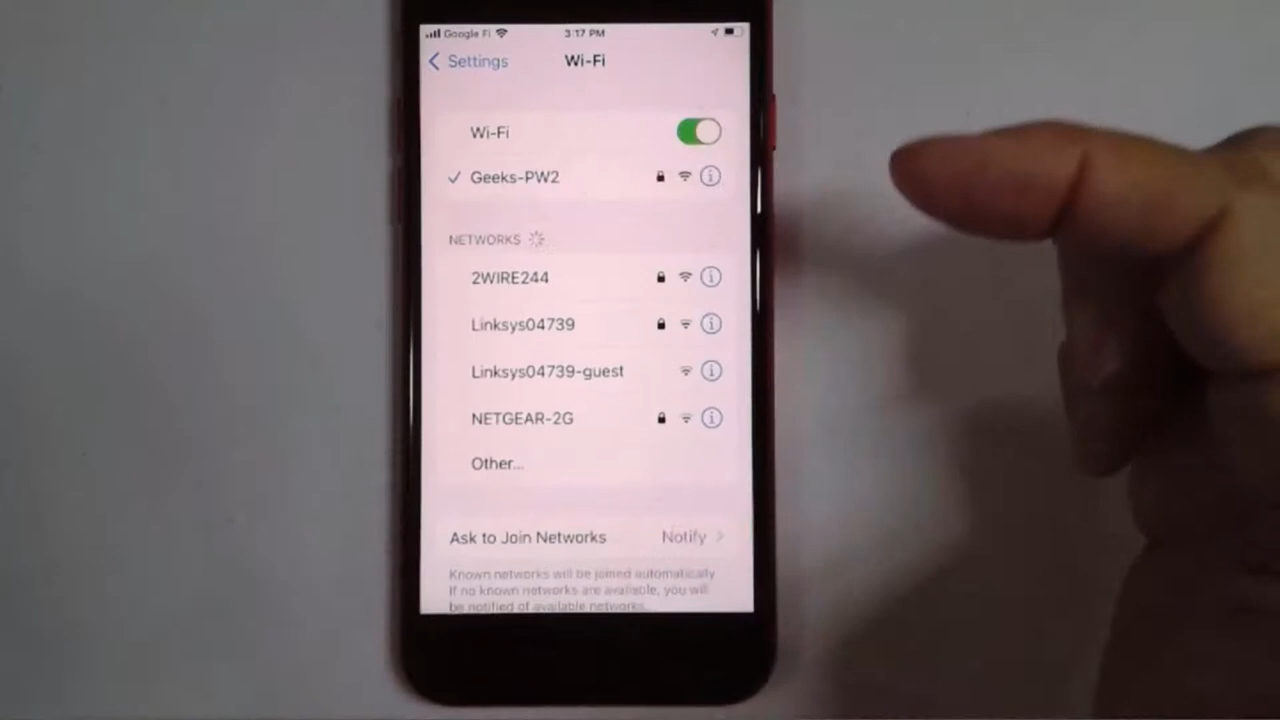 Google Fi 3:17 PM
Settings Wi-Fi
Wi-Fi
Geeks-PW2
NETWORKS
2WIRE244
Linksys04739
Linksys04739-guest
NETGEAR-2G
Other...
Ask to Join Networks Notify
Known networks will be joined automatically
If no known networks are available, you will
be notified of available networks.